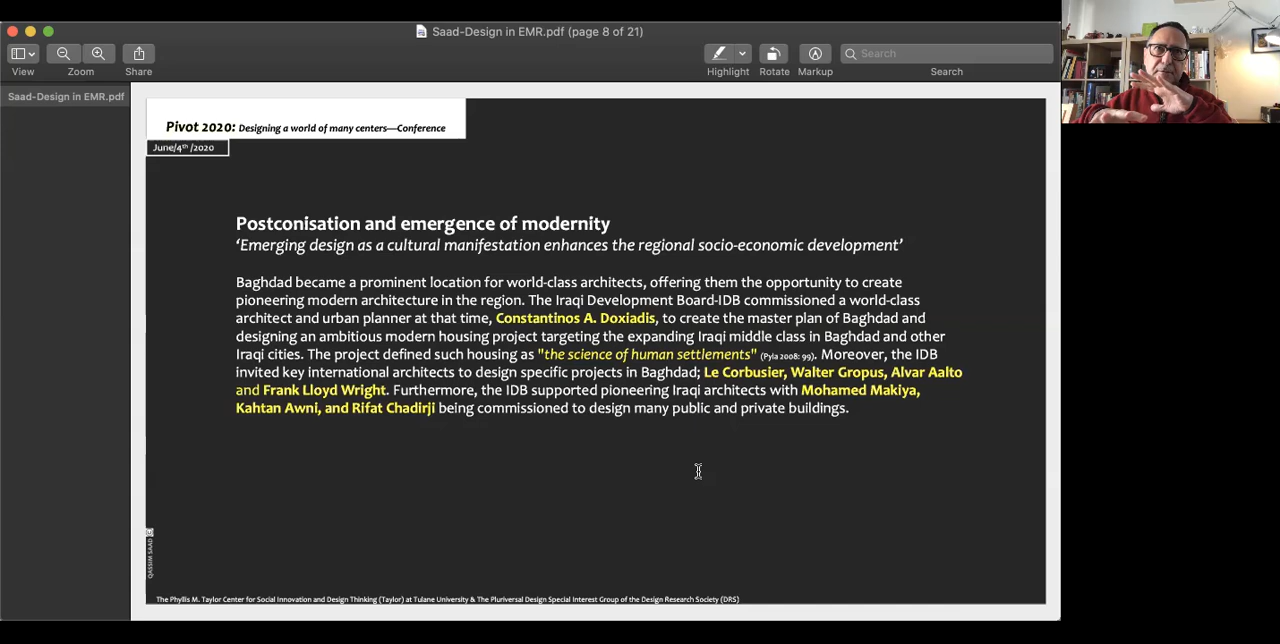 Saad-Design in EMR.pdf (page 8 of 21)
View
Zoom
Share
Highlight
Rotate
Markup
Search
Search
Saad-Design in EMR.pdf
Pivot 2020: Designing a world of many centers—Conference
June/4th /2020
Postconisation and emergence of modernity
‘Emerging design as a cultural manifestation enhances the regional socio-economic development’
Baghdad became a prominent location for world-class architects, offering them the opportunity to create
pioneering modern architecture in the region. The Iraqi Development Board-IDB commissioned a world-class
architect and urban planner at that time, Constantinos A. Doxiadis, to create the master plan of Baghdad and
designing an ambitious modern housing project targeting the expanding Iraqi middle class in Baghdad and other
Iraqi cities. The project defined such housing as "the science of human settlements" (Pyla 2008: 99). Moreover, the IDB
invited key international architects to design specific projects in Baghdad; Le Corbusier, Walter Gropus, Alvar Aalto
and Frank Lloyd Wright. Furthermore, the IDB supported pioneering Iraqi architects with Mohamed Makiya,
Kahtan Awni, and Rifat Chadirji being commissioned to design many public and private buildings.
QASSIM SAAD
The Phyllis M. Taylor Center for Social Innovation and Design Thinking (Taylor) at Tulane University & The Pluriversal Design Special Interest Group of the Design Research Society (DRS)